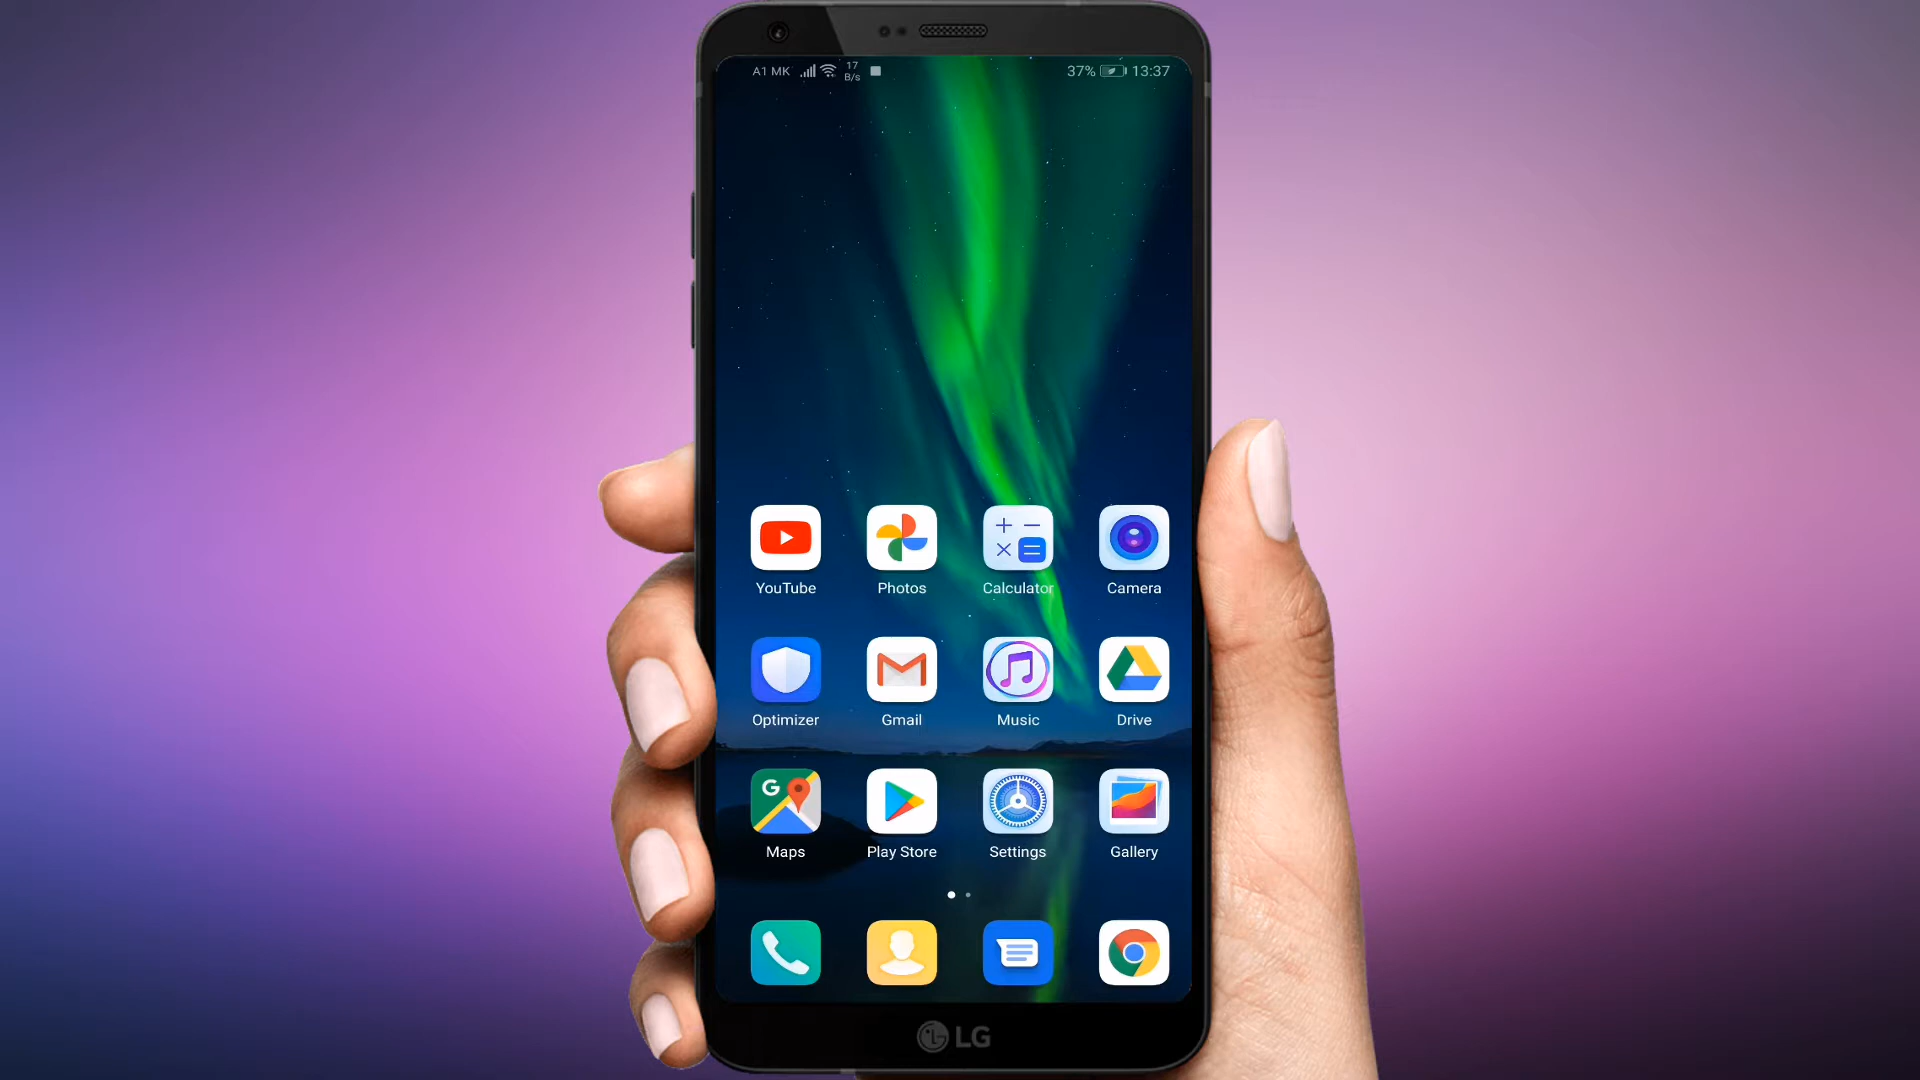 A1 MK 17 B/s 37% 13:37
YouTube Photos Calculator Camera
Optimizer Gmail Music Drive
G
Maps Play Store Settings Gallery
LG